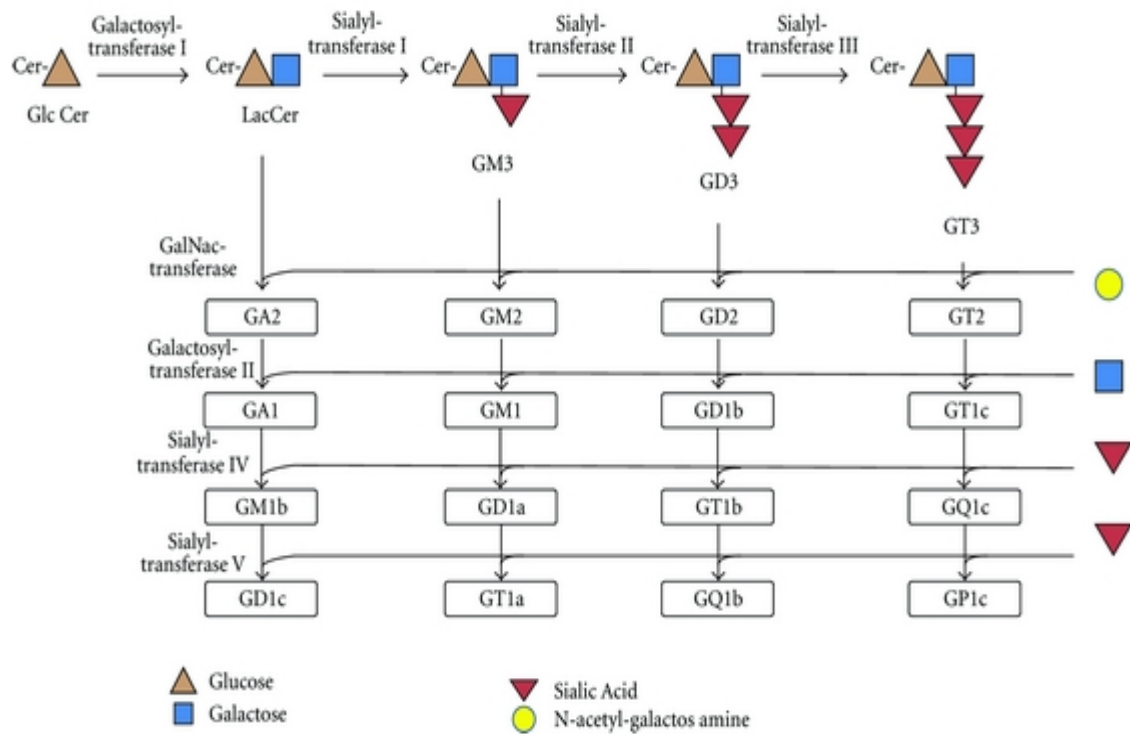 Galactosyl-
transferase I
Sialyl-
transferase I
Sialyl-
transferase II
Sialyl-
transferase III
Cer-
Cer-
Cer-
Cer-
Cer-
Glc Cer
LacCer
GM3
GD3
GT3
GalNac-
transferase
GA2
GM2
GD2
GT2
Galactosyl-
transferase II
GA1
GM1
GD1b
GT1c
Sialyl-
transferase IV
GM1b
GD1a
GT1b
GQ1c
Sialyl-
transferase V
GD1c
GT1a
GQ1b
GP1c
Glucose
Galactose
Sialic Acid
N-acetyl-galactos amine